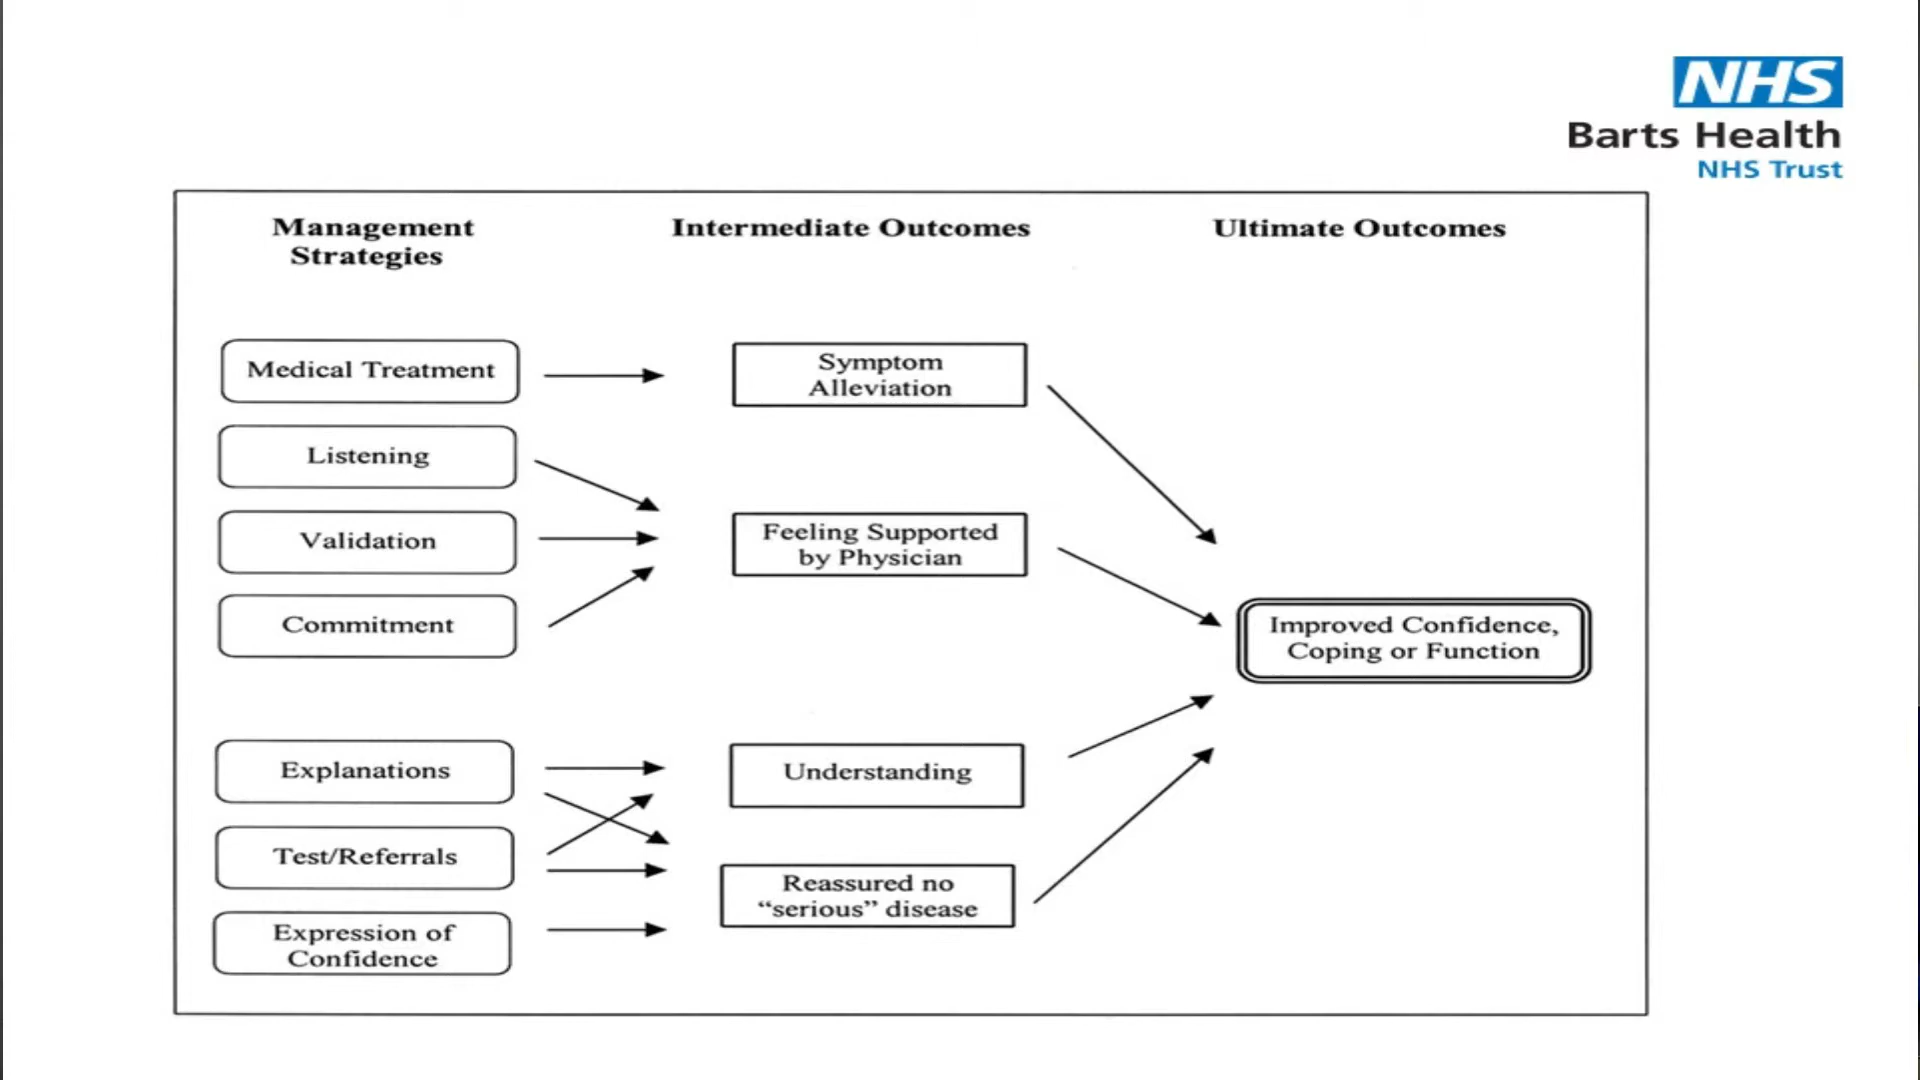 NHS
Barts Health
NHS Trust
Management
Strategies
Intermediate Outcomes
Ultimate Outcomes
Medical Treatment
Listening
Validation
Commitment
Explanations
Test/Referrals
Expression of
Confidence
Symptom
Alleviation
Feeling Supported
by Physician
Understanding
Reassured no
“serious” disease
Improved Confidence,
Coping or Function